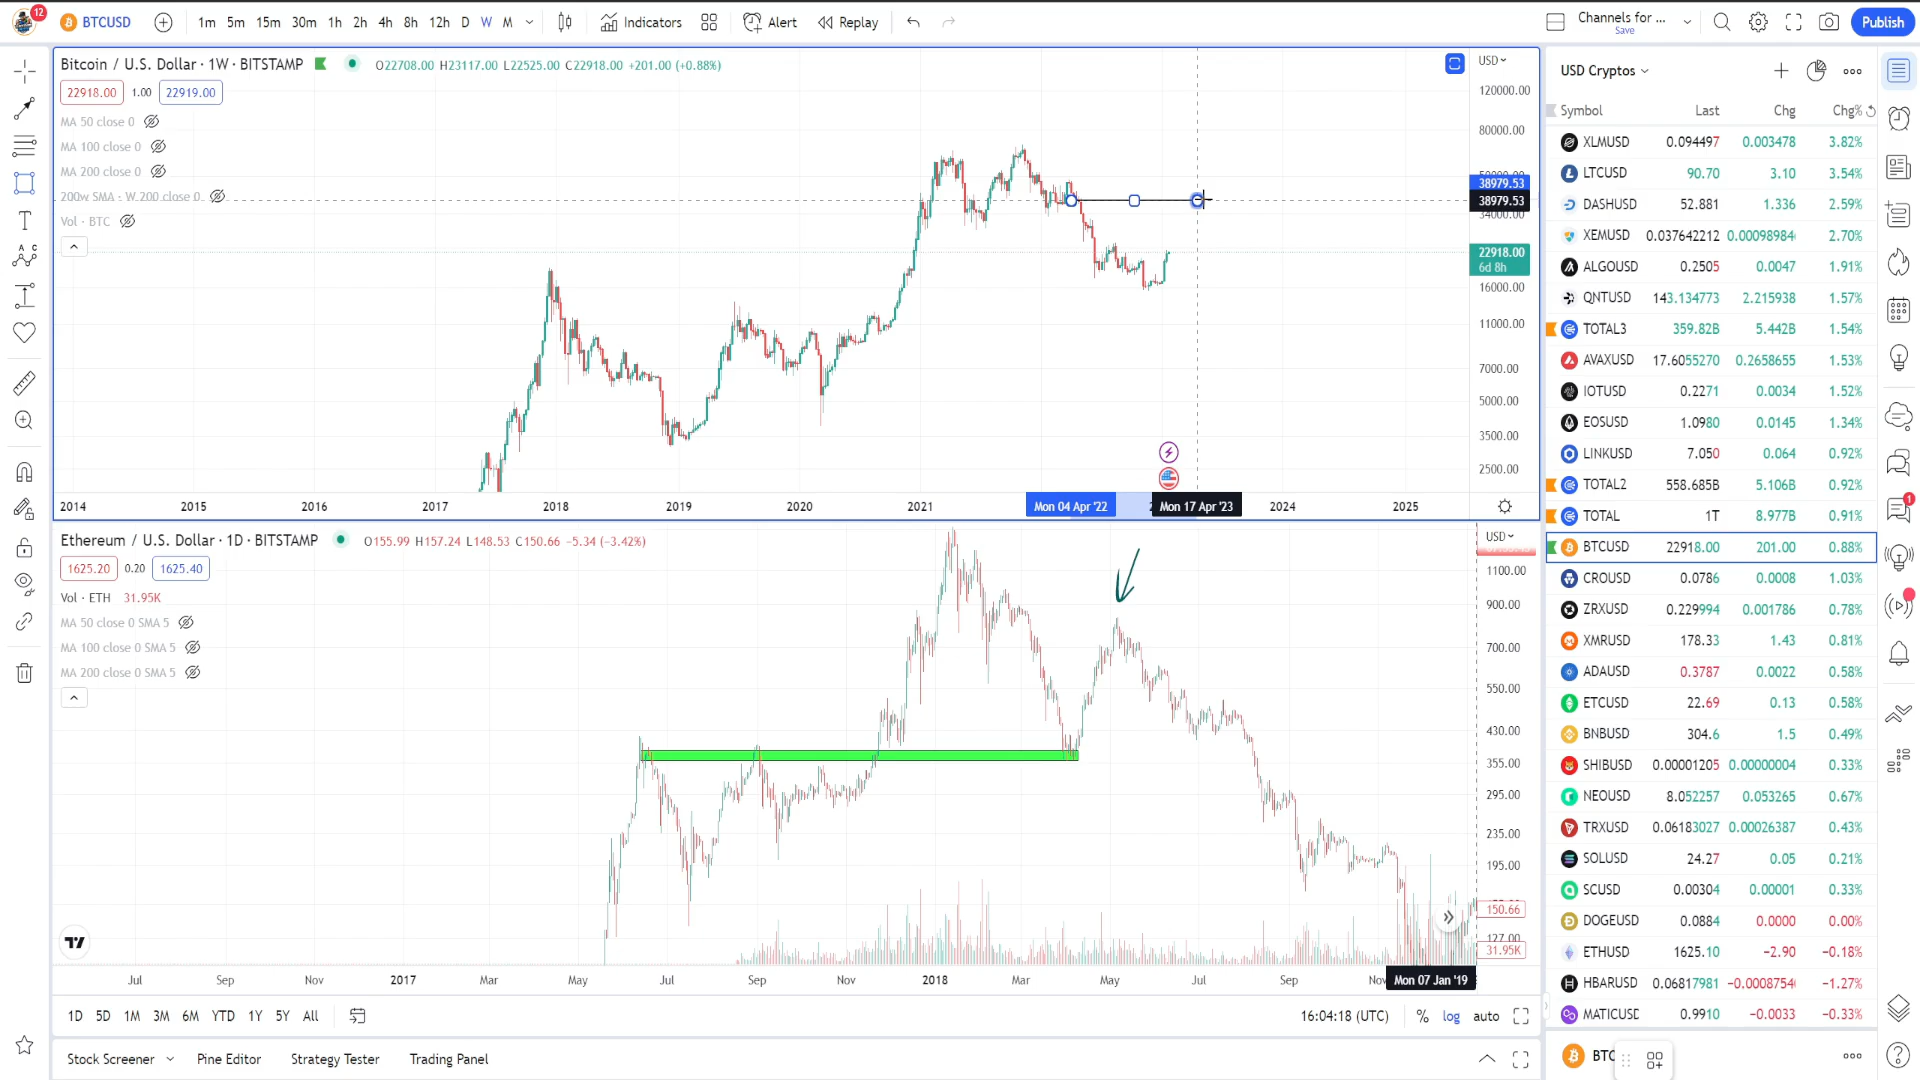 12
BTCUSD
1m 5m 15m 30m 1h 2h 4h 8h 12h D W M
Indicators
Alert
Replay
Channels for ...
Save
Publish
Bitcoin / U.S. Dollar · 1W · BITSTAMP
O22708.00 H23117.00 L22525.00 C22918.00 +201.00 (+0.88%)
22918.00 1.00 22919.00
MA 50 close 0
MA 100 close 0
MA 200 close 0
200w SMA · W 200 close 0
Vol · BTC
USD
120000.00
80000.00
38979.53
38979.53
34000.00
22918.00
6d 8h
16000.00
11000.00
7000.00
5000.00
3500.00
2500.00
2014 2015 2016 2017 2018 2019 2020 2021 Mon 04 Apr '22 Mon 17 Apr '23 2024 2025
Ethereum / U.S. Dollar · 1D · BITSTAMP
O155.99 H157.24 L148.53 C150.66 −5.34 (−3.42%)
1625.20 0.20 1625.40
Vol · ETH 31.95K
MA 50 close 0 SMA 5
MA 100 close 0 SMA 5
MA 200 close 0 SMA 5
USD
1100.00
900.00
700.00
550.00
430.00
355.00
295.00
235.00
195.00
150.66
127.00
31.95K
Jul Sep Nov 2017 Mar May Jul Sep Nov 2018 Mar May Jul Sep Nov Mon 07 Jan '19
1D 5D 1M 3M 6M YTD 1Y 5Y All
16:04:18 (UTC) % log auto
Stock Screener Pine Editor Strategy Tester Trading Panel
USD Cryptos
Symbol Last Chg Chg%
XLMUSD 0.094497 0.003478 3.82%
LTCUSD 90.70 3.10 3.54%
DASHUSD 52.881 1.336 2.59%
XEMUSD 0.037642212 0.00098984 2.70%
ALGOUSD 0.2505 0.0047 1.91%
QNTUSD 143.134773 2.215938 1.57%
TOTAL3 359.82B 5.442B 1.54%
AVAXUSD 17.6055270 0.2658655 1.53%
IOTUSD 0.2271 0.0034 1.52%
EOSUSD 1.0980 0.0145 1.34%
LINKUSD 7.050 0.064 0.92%
TOTAL2 558.685B 5.106B 0.92%
TOTAL 1T 8.977B 0.91%
BTCUSD 22918.00 201.00 0.88%
CROUSD 0.0786 0.0008 1.03%
ZRXUSD 0.229994 0.001786 0.78%
XMRUSD 178.33 1.43 0.81%
ADAUSD 0.3787 0.0022 0.58%
ETCUSD 22.69 0.13 0.58%
BNBUSD 304.6 1.5 0.49%
SHIBUSD 0.00001205 0.00000004 0.33%
NEOUSD 8.052257 0.053265 0.67%
TRXUSD 0.06183027 0.00026387 0.43%
SOLUSD 24.27 0.05 0.21%
SCUSD 0.00304 0.00001 0.33%
DOGEUSD 0.0884 0.0000 0.00%
ETHUSD 1625.10 −2.90 −0.18%
HBARUSD 0.06817981 −0.0008754 −1.27%
MATICUSD 0.9910 −0.0033 −0.33%
BTC
1